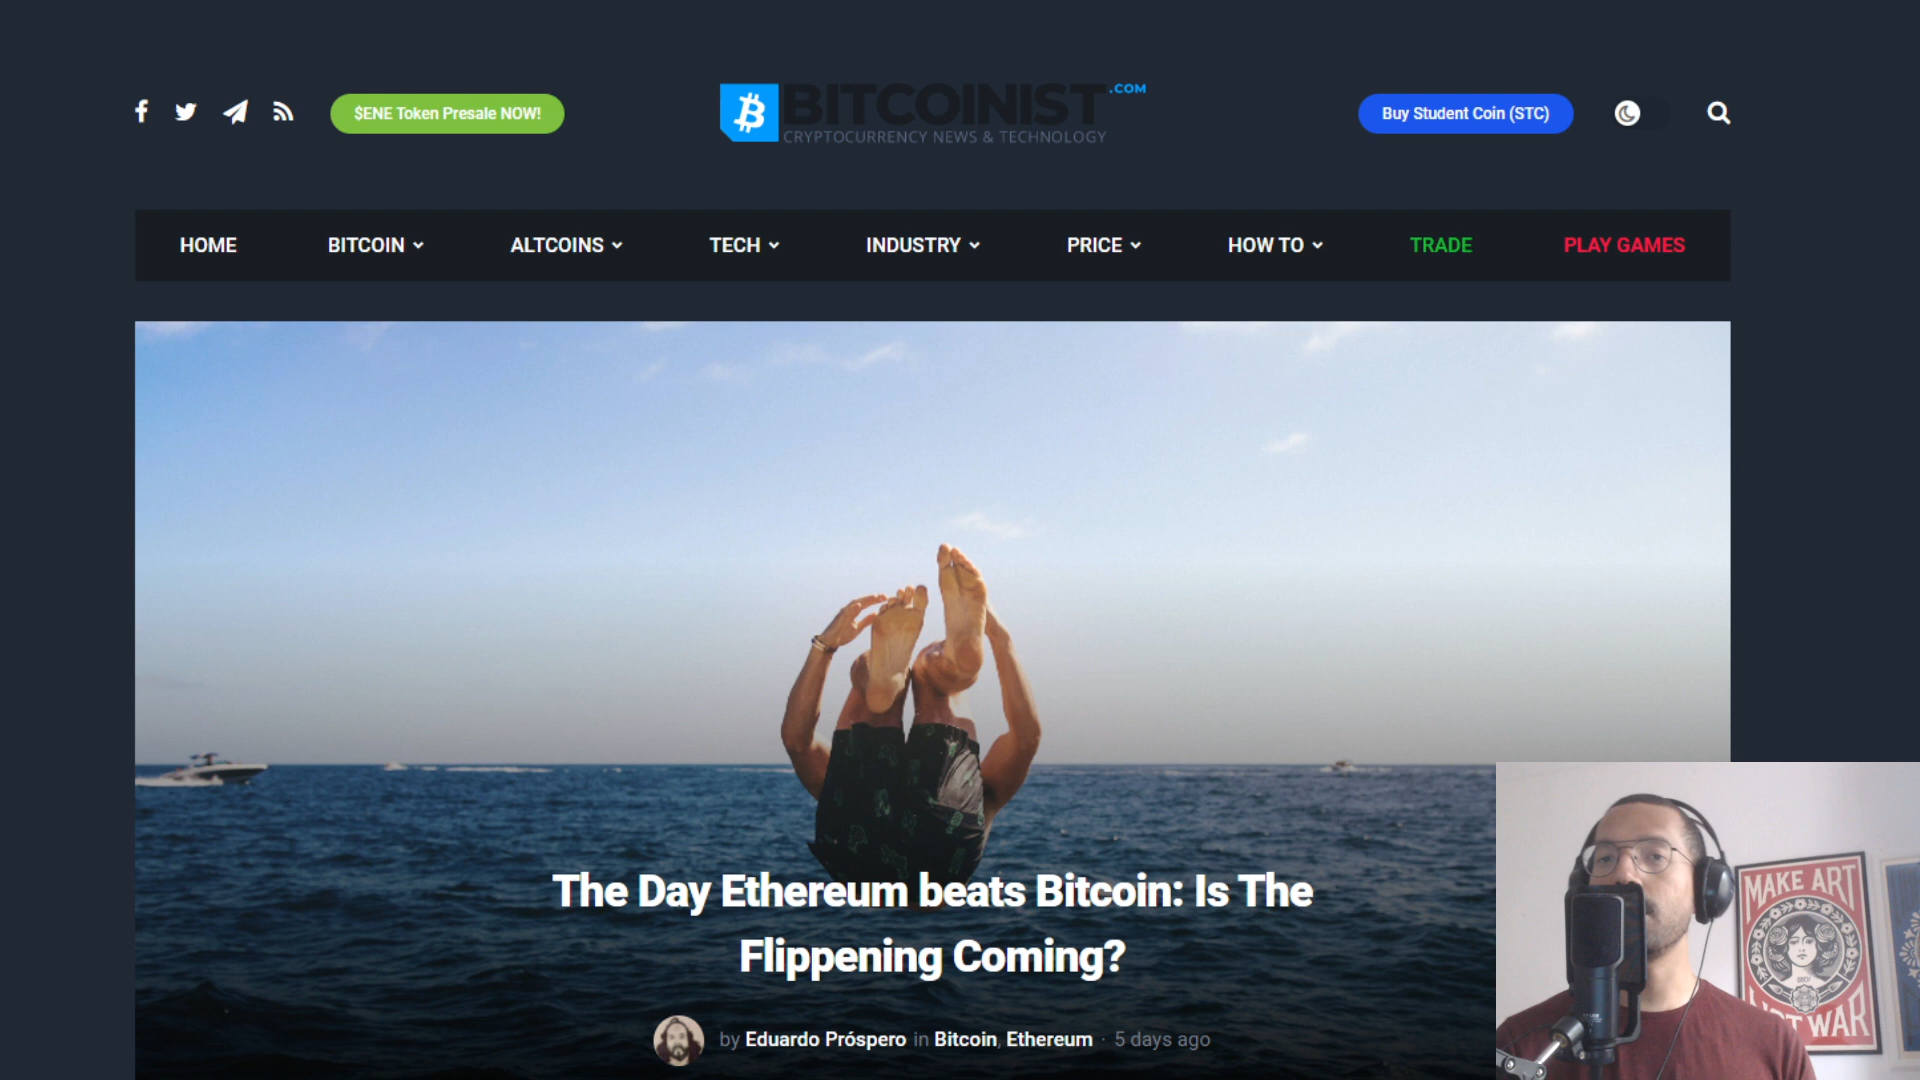 $ENE Token Presale NOW!
BITCOINIST.COM
CRYPTOCURRENCY NEWS & TECHNOLOGY
Buy Student Coin (STC)
HOME BITCOIN ALTCOINS TECH INDUSTRY PRICE HOW TO TRADE PLAY GAMES
The Day Ethereum beats Bitcoin: Is The
Flippening Coming?
by Eduardo Próspero in Bitcoin, Ethereum · 5 days ago
MAKE ART
WAR